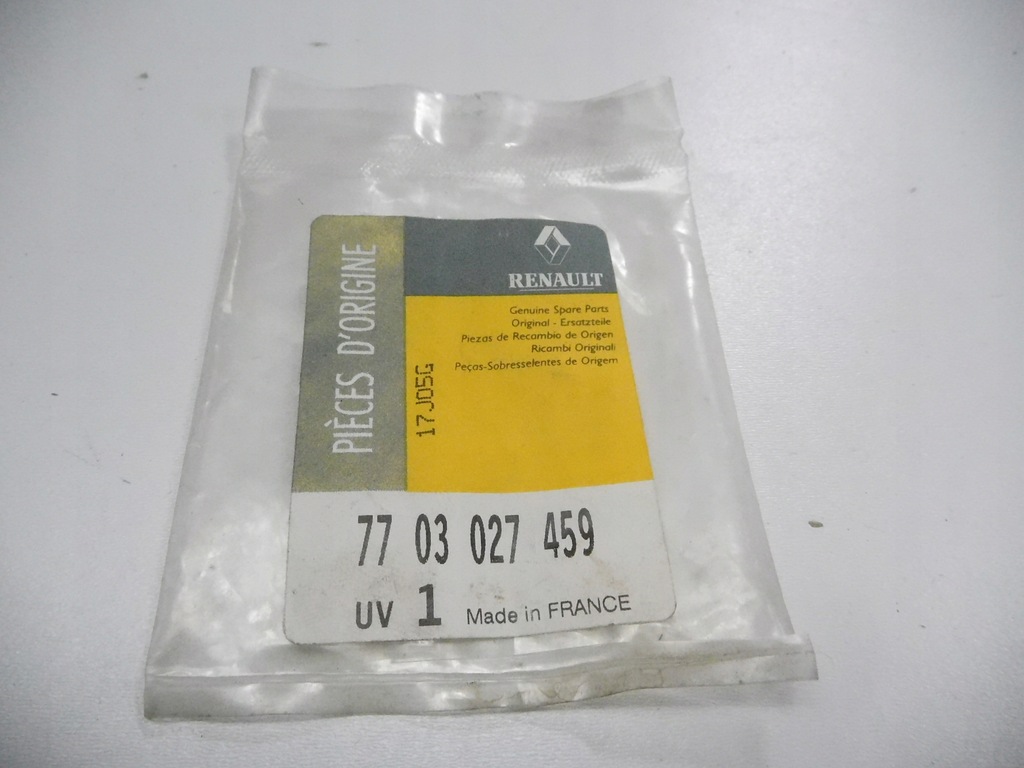 PIÈCES D'ORIGINE
RENAULT
Genuine Spare Parts
Original - Ersatzteile
Piezas de Recambio de Origen
Ricambi Originali
Peças-Sobresselentes de Origem
17J05G
77 03 027 459
UV 1 Made in FRANCE